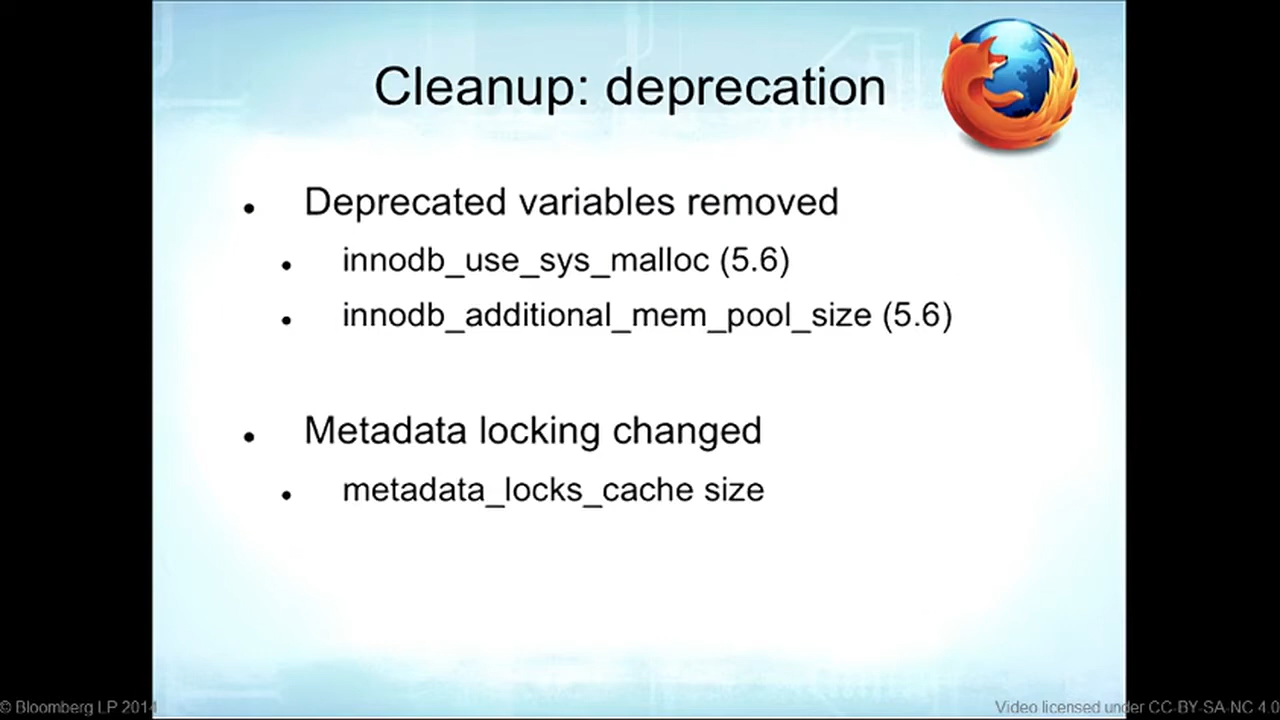 Cleanup: deprecation
Deprecated variables removed
innodb_use_sys_malloc (5.6)
innodb_additional_mem_pool_size (5.6)
Metadata locking changed
metadata_locks_cache size
© Bloomberg LP 2014
Video licensed under CC-BY-SA-NC 4.0